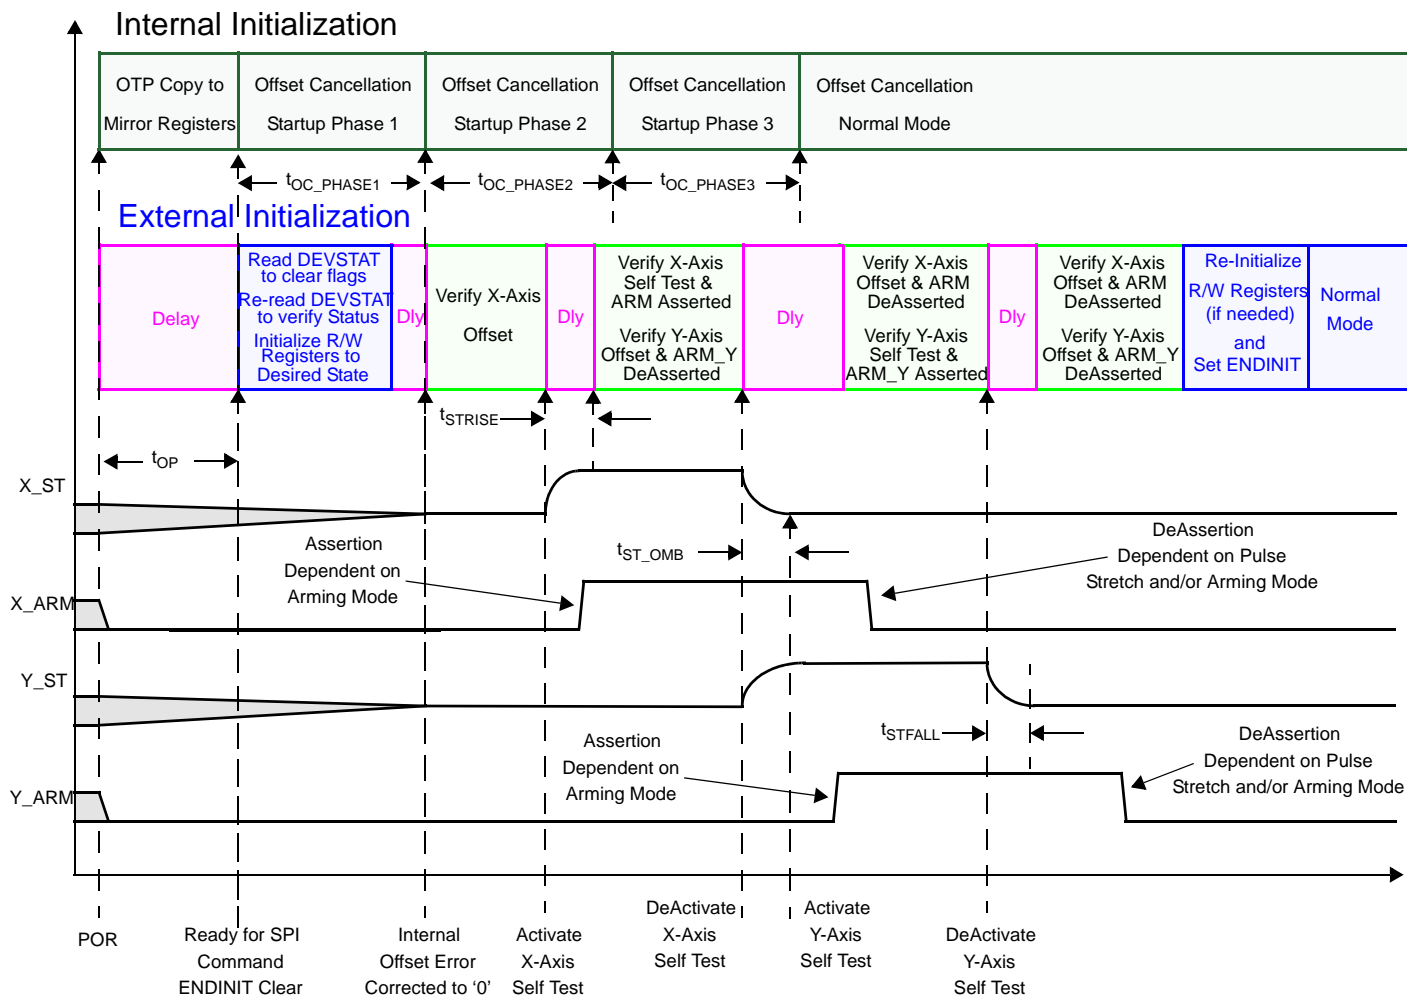 Internal Initialization
OTP Copy to
Mirror Registers
Offset Cancellation
Startup Phase 1
Offset Cancellation
Startup Phase 2
Offset Cancellation
Startup Phase 3
Offset Cancellation
Normal Mode
tOC_PHASE1
tOC_PHASE2
tOC_PHASE3
External Initialization
Delay
Read DEVSTAT
to clear flags
Re-read DEVSTAT
to verify Status
Initialize R/W
Registers to
Desired State
Dly
Verify X-Axis
Offset
Dly
Verify X-Axis
Self Test &
ARM Asserted
Verify Y-Axis
Offset & ARM_Y
DeAsserted
Dly
Verify X-Axis
Offset & ARM
DeAsserted
Verify Y-Axis
Self Test &
ARM_Y Asserted
Dly
Verify X-Axis
Offset & ARM
DeAsserted
Verify Y-Axis
Offset & ARM_Y
DeAsserted
Re-Initialize
R/W Registers
(if needed)
and
Set ENDINIT
Normal
Mode
tSTRISE
tOP
X_ST
Assertion
Dependent on
Arming Mode
tST_OMB
DeAssertion
Dependent on Pulse
Stretch and/or Arming Mode
X_ARM
Y_ST
tSTFALL
Assertion
Dependent on
Arming Mode
DeAssertion
Dependent on Pulse
Stretch and/or Arming Mode
Y_ARM
POR
Ready for SPI
Command
ENDINIT Clear
Internal
Offset Error
Corrected to ‘0’
Activate
X-Axis
Self Test
DeActivate
X-Axis
Self Test
Activate
Y-Axis
Self Test
DeActivate
Y-Axis
Self Test